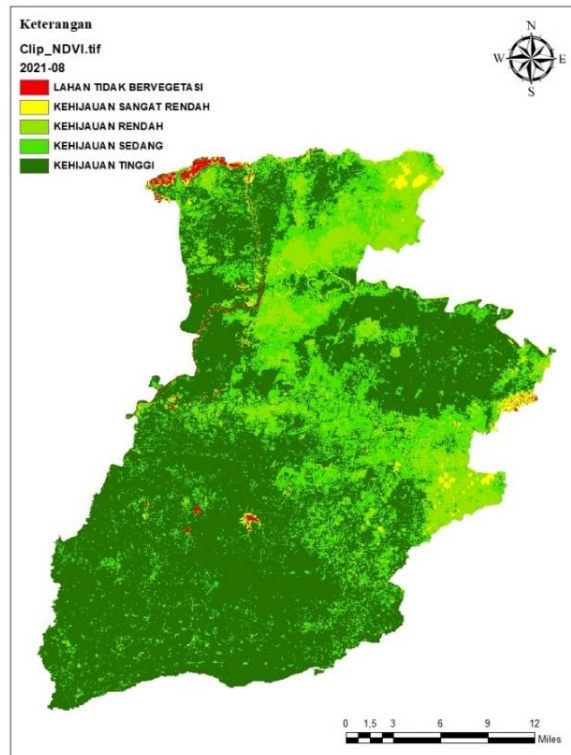 Keterangan
Clip_NDVI.tif
2021-08
LAHAN TIDAK BERVEGETASI
KEHIJAUAN SANGAT RENDAH
KEHIJAUAN RENDAH
KEHIJAUAN SEDANG
KEHIJAUAN TINGGI
N
W E
S
0 1,5 3 6 9 12
Miles